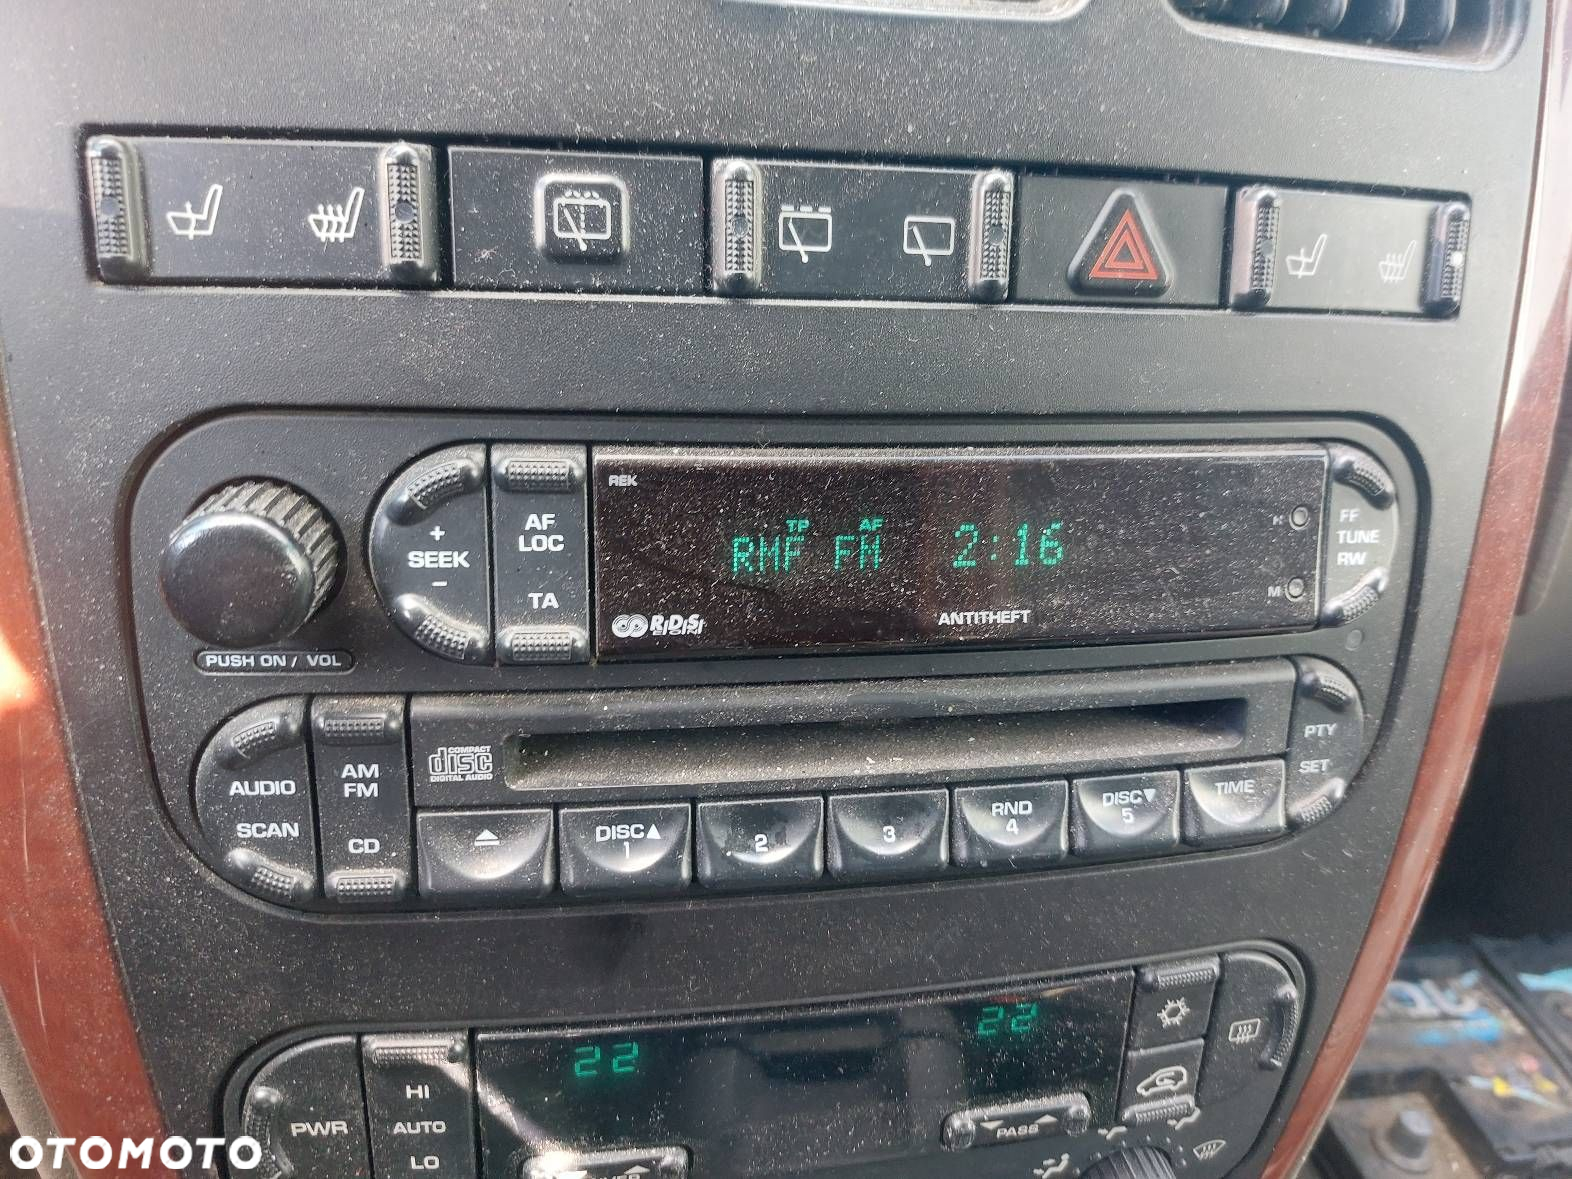 REK
TP AF
RMF FM 2:16
H
M
RDS
ANTITHEFT
+
SEEK
-
AF
LOC
TA
FF
TUNE
RW
PUSH ON / VOL
AUDIO
SCAN
AM
FM
CD
COMPACT
disc
DIGITAL AUDIO
PTY
SET
DISC▲
1
2
3
RND
4
DISC▼
5
TIME
22
22
PWR
HI
AUTO
LO
PASS
OTOMOTO